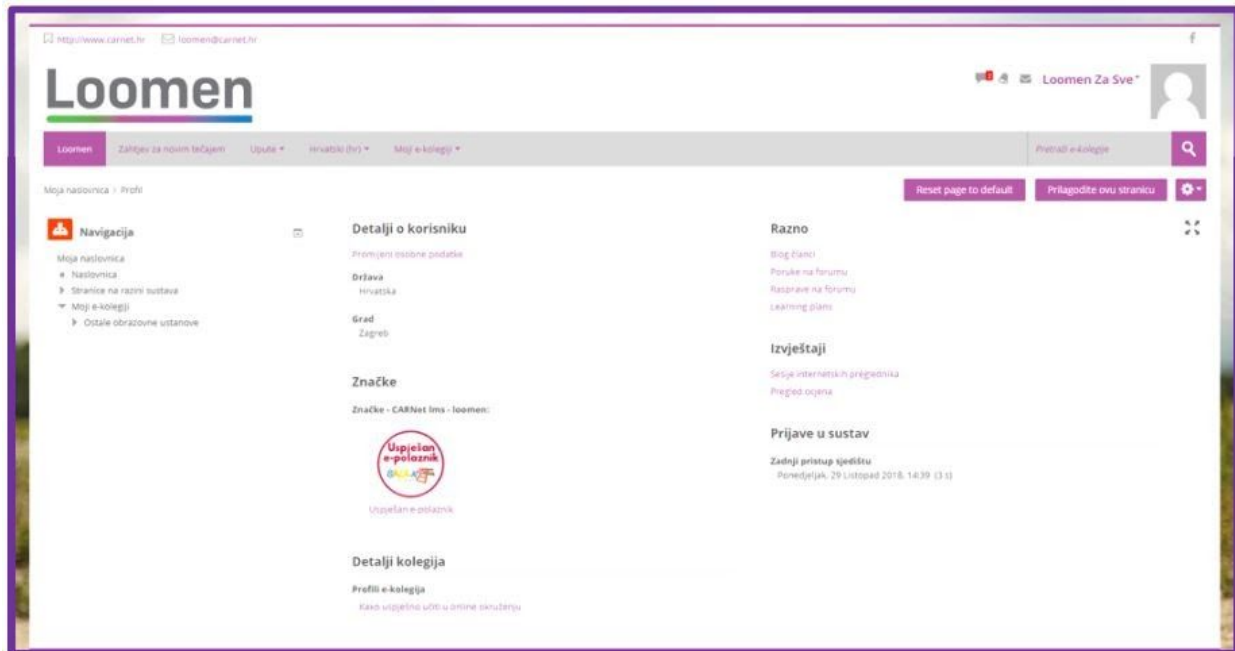 http://www.carnet.hr loomen@carnet.hr
Loomen
Loomen Za Sve
Loomen Zahtjev za novim tečajem Upute Hrvatski (hr) Moji e-kolegiji Pretraži e-kolegije
Moja naslovnica > Profil
Reset page to default Prilagodite ovu stranicu
Navigacija
Moja naslovnica
Naslovnica
Stranice na razini sustava
Moji e-kolegiji
Ostale obrazovne ustanove
Detalji o korisniku
Promijeni osobne podatke
Država
Hrvatska
Grad
Zagreb
Značke
Značke - CARNet lms - loomen:
Uspješan
e-polaznik
Uspješan e-polaznik
Detalji kolegija
Profili e-kolegija
Kako uspješno učiti u online okruženju
Razno
Blog članci
Poruke na forumu
Rasprave na forumu
Learning plans
Izvještaji
Sesije internetskih preglednika
Pregled ocjena
Prijave u sustav
Zadnji pristup sjedištu
Ponedjeljak, 29 Listopad 2018, 14:39 (3 s)